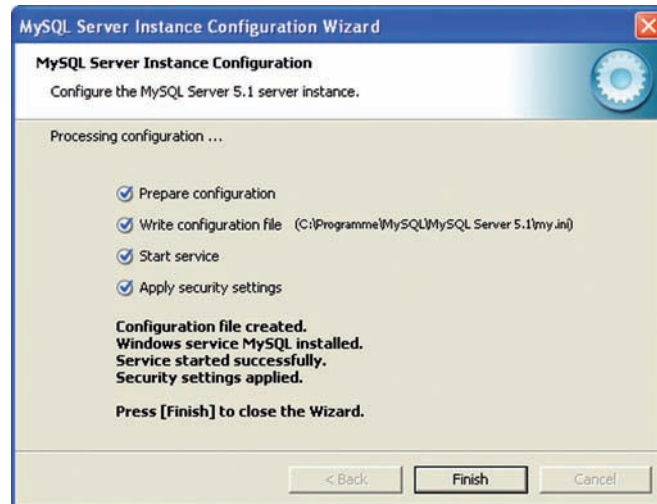 MySQL Server Instance Configuration Wizard
MySQL Server Instance Configuration
Configure the MySQL Server 5.1 server instance.
Processing configuration ...
Prepare configuration
Write configuration file (C:\Programme\MySQL\MySQL Server 5.1\my.ini)
Start service
Apply security settings
Configuration file created.
Windows service MySQL installed.
Service started successfully.
Security settings applied.
Press [Finish] to close the Wizard.
< Back Finish Cancel